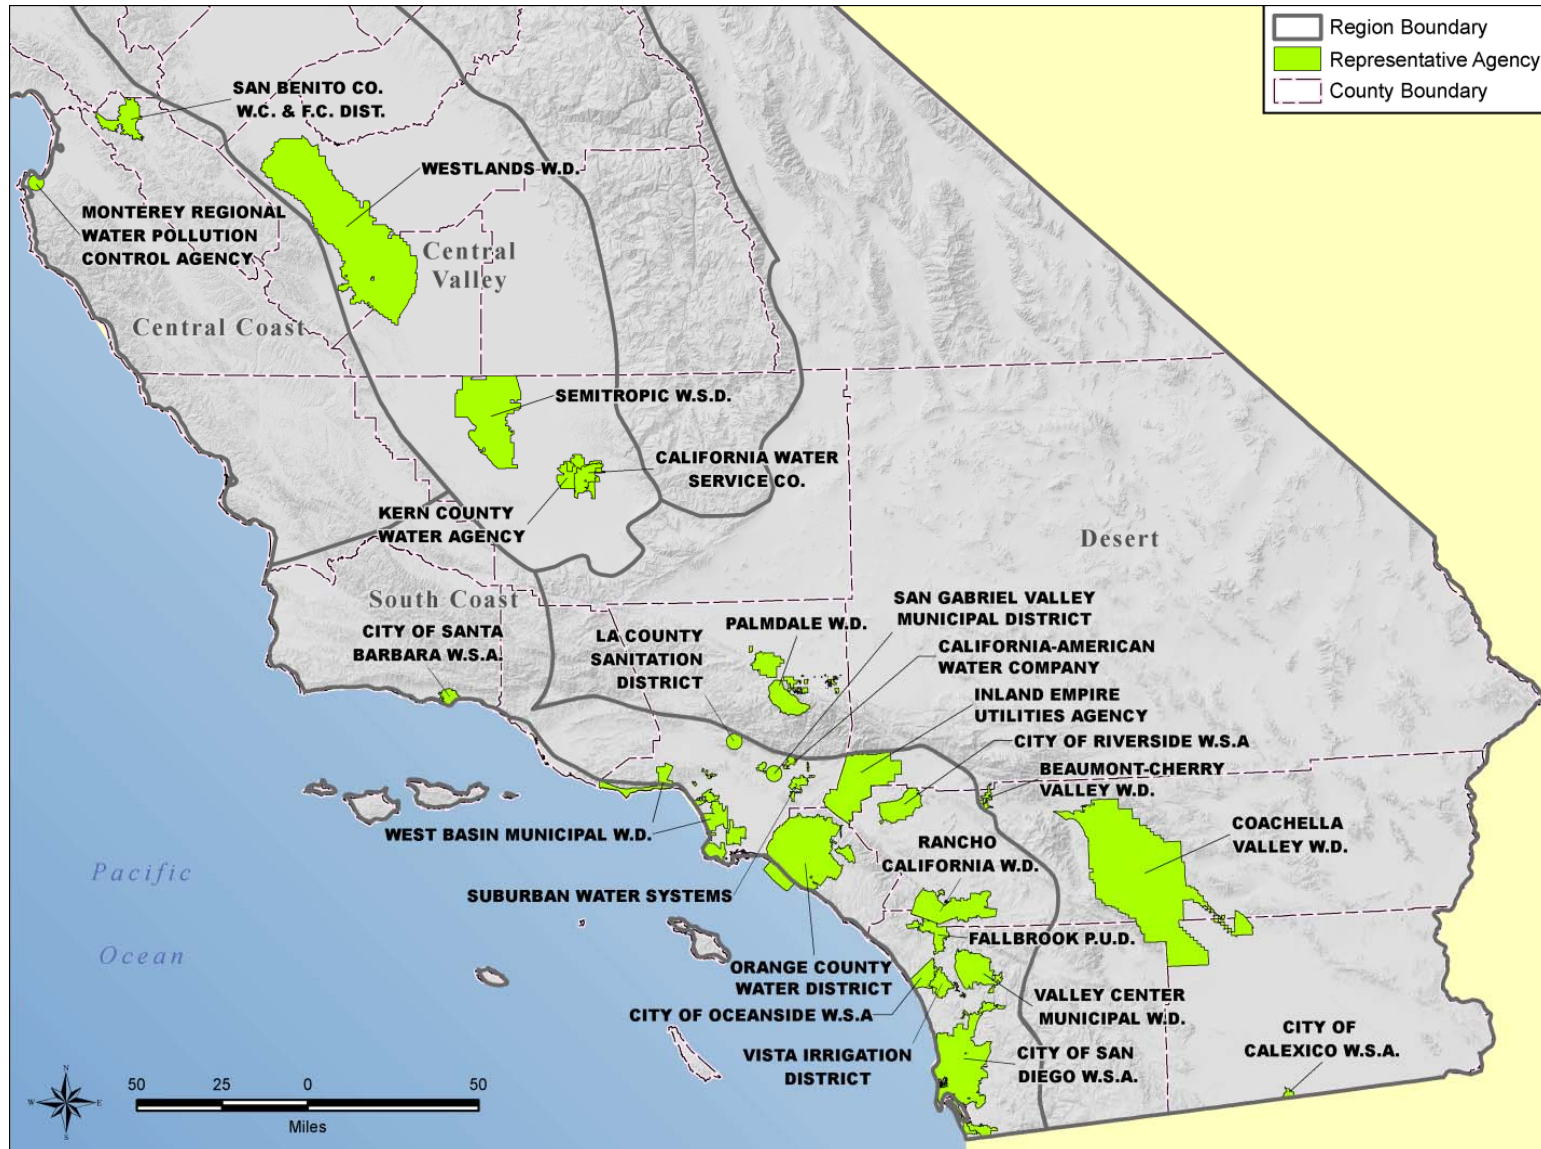 Region Boundary
Representative Agency
County Boundary
SAN BENITO CO.
W.C. & F.C. DIST.
WESTLANDS W.D.
MONTEREY REGIONAL
WATER POLLUTION
CONTROL AGENCY
Central
Valley
Central Coast
SEMITROPIC W.S.D.
CALIFORNIA WATER
SERVICE CO.
KERN COUNTY
WATER AGENCY
Desert
South Coast
CITY OF SANTA
BARBARA W.S.A.
LA COUNTY
SANITATION
DISTRICT
PALMDALE W.D.
SAN GABRIEL VALLEY
MUNICIPAL DISTRICT
CALIFORNIA-AMERICAN
WATER COMPANY
INLAND EMPIRE
UTILITIES AGENCY
CITY OF RIVERSIDE W.S.A
BEAUMONT-CHERRY
VALLEY W.D.
COACHELLA
VALLEY W.D.
WEST BASIN MUNICIPAL W.D.
RANCHO
CALIFORNIA W.D.
SUBURBAN WATER SYSTEMS
FALLBROOK P.U.D.
ORANGE COUNTY
WATER DISTRICT
CITY OF OCEANSIDE W.S.A
VALLEY CENTER
MUNICIPAL W.D.
VISTA IRRIGATION
DISTRICT
CITY OF SAN
DIEGO W.S.A.
CITY OF
CALEXICO W.S.A.
Pacific
Ocean
N
W E
S
50 25 0 50
Miles